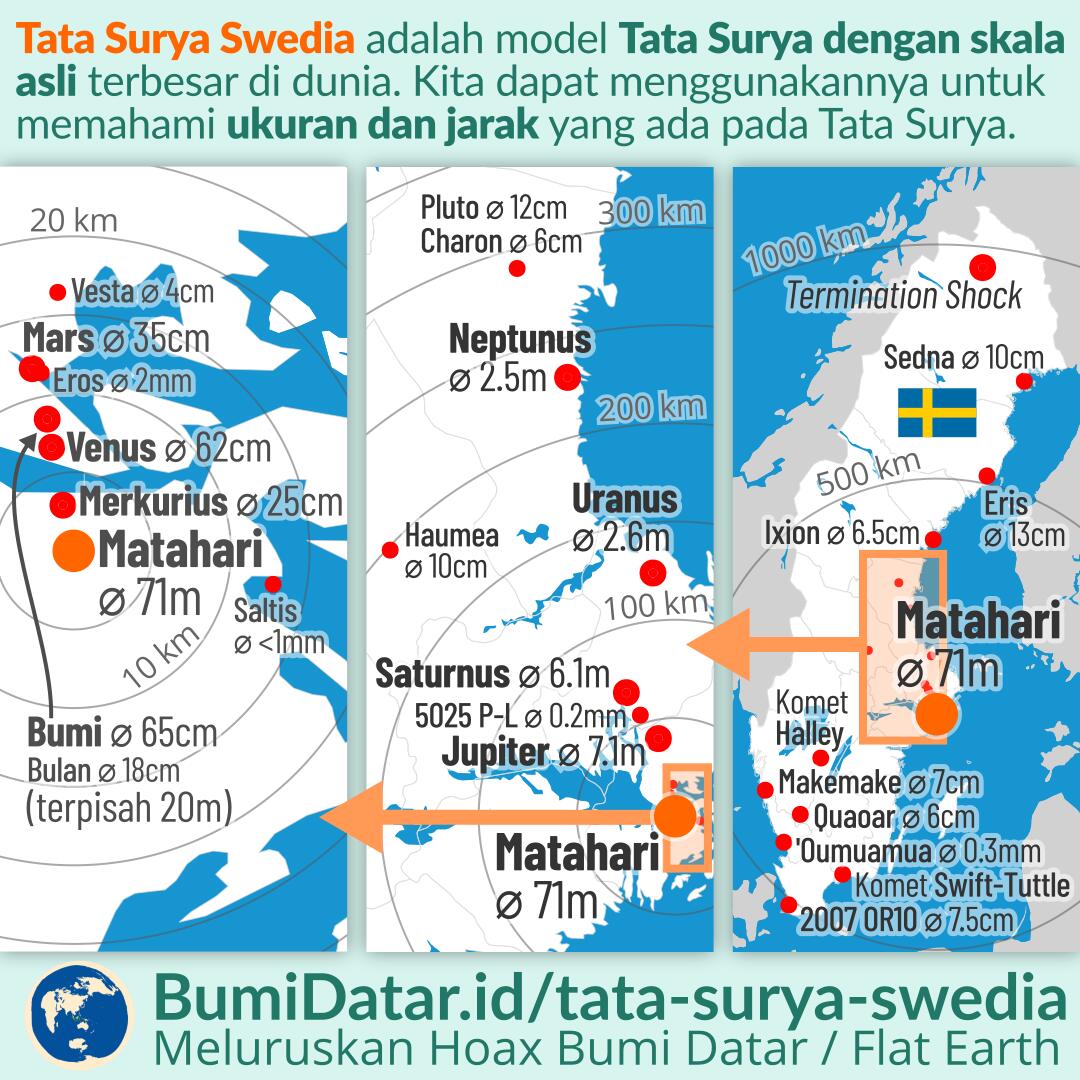 Tata Surya Swedia adalah model Tata Surya dengan skala
asli terbesar di dunia. Kita dapat menggunakannya untuk
memahami ukuran dan jarak yang ada pada Tata Surya.
20 km
Vesta ⌀ 4cm
Mars ⌀ 35cm
Eros ⌀ 2mm
Venus ⌀ 62cm
Merkurius ⌀ 25cm
Matahari
⌀ 71m
Saltis
⌀ <1mm
10 km
Bumi ⌀ 65cm
Bulan ⌀ 18cm
(terpisah 20m)
Pluto ⌀ 12cm
Charon ⌀ 6cm
300 km
Neptunus
⌀ 2.5m
200 km
Uranus
⌀ 2.6m
Haumea
⌀ 10cm
100 km
Saturnus ⌀ 6.1m
5025 P-L ⌀ 0.2mm
Jupiter ⌀ 7.1m
Matahari
⌀ 71m
1000 km
Termination Shock
Sedna ⌀ 10cm
500 km
Eris
⌀ 13cm
Ixion ⌀ 6.5cm
Matahari
⌀ 71m
Komet
Halley
Makemake ⌀ 7cm
Quaoar ⌀ 6cm
'Oumuamua ⌀ 0.3mm
Komet Swift-Tuttle
2007 OR10 ⌀ 7.5cm
BumiDatar.id/tata-surya-swedia
Meluruskan Hoax Bumi Datar / Flat Earth